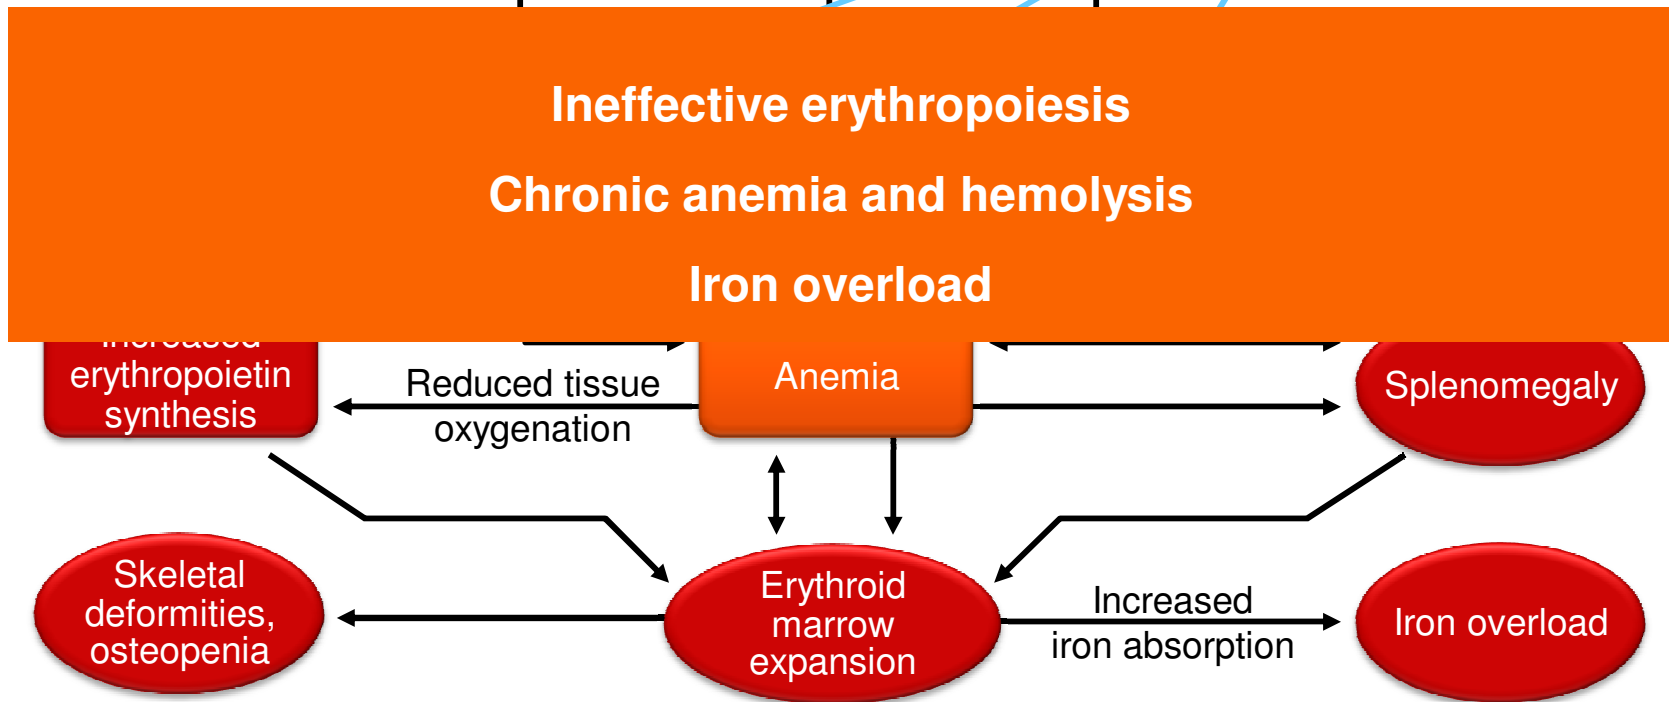 Ineffective erythropoiesis
Chronic anemia and hemolysis
Iron overload
Increased
erythropoietin
synthesis
Reduced tissue
oxygenation
Anemia
Splenomegaly
Skeletal
deformities,
osteopenia
Erythroid
marrow
expansion
Increased
iron absorption
Iron overload